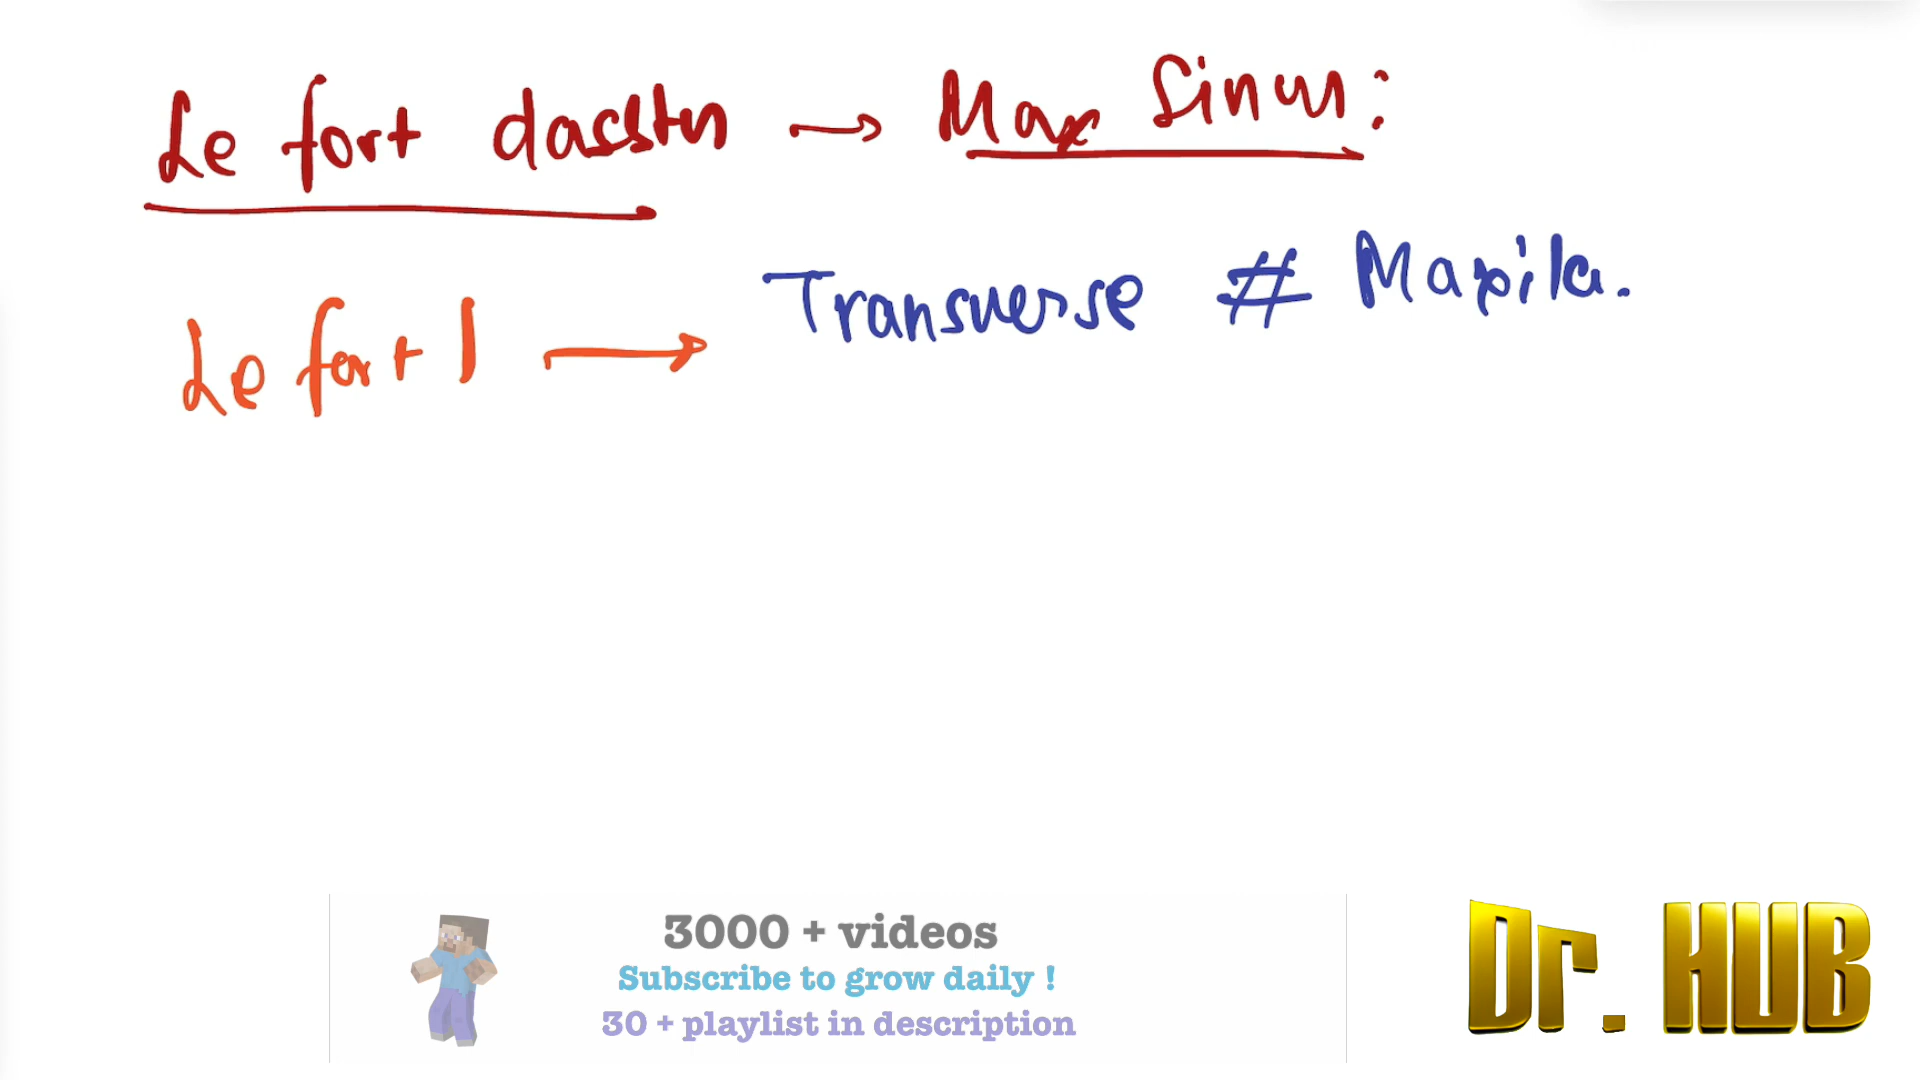 Le fort dasstn → Max Sinus:
Le fort I → Transverse # Maxila.
3000 + videos
Subscribe to grow daily !
30 + playlist in description
Dr. HUB